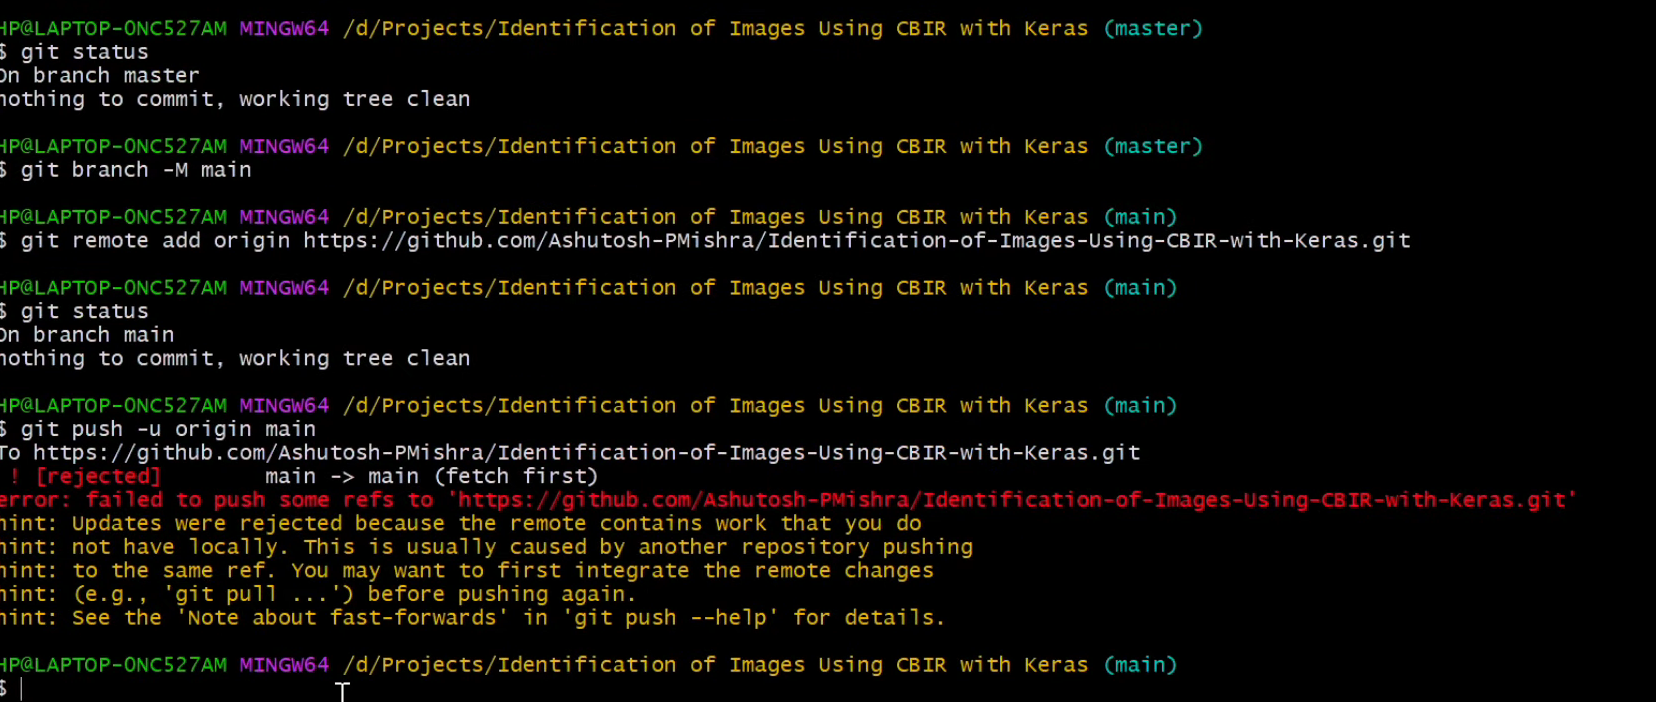 HP@LAPTOP-0NC527AM MINGW64 /d/Projects/Identification of Images Using CBIR with Keras (master)
$ git status
On branch master
nothing to commit, working tree clean
HP@LAPTOP-0NC527AM MINGW64 /d/Projects/Identification of Images Using CBIR with Keras (master)
$ git branch -M main
HP@LAPTOP-0NC527AM MINGW64 /d/Projects/Identification of Images Using CBIR with Keras (main)
$ git remote add origin https://github.com/Ashutosh-PMishra/Identification-of-Images-Using-CBIR-with-Keras.git
HP@LAPTOP-0NC527AM MINGW64 /d/Projects/Identification of Images Using CBIR with Keras (main)
$ git status
On branch main
nothing to commit, working tree clean
HP@LAPTOP-0NC527AM MINGW64 /d/Projects/Identification of Images Using CBIR with Keras (main)
$ git push -u origin main
To https://github.com/Ashutosh-PMishra/Identification-of-Images-Using-CBIR-with-Keras.git
! [rejected] main -> main (fetch first)
error: failed to push some refs to 'https://github.com/Ashutosh-PMishra/Identification-of-Images-Using-CBIR-with-Keras.git'
hint: Updates were rejected because the remote contains work that you do
hint: not have locally. This is usually caused by another repository pushing
hint: to the same ref. You may want to first integrate the remote changes
hint: (e.g., 'git pull ...') before pushing again.
hint: See the 'Note about fast-forwards' in 'git push --help' for details.
HP@LAPTOP-0NC527AM MINGW64 /d/Projects/Identification of Images Using CBIR with Keras (main)
$